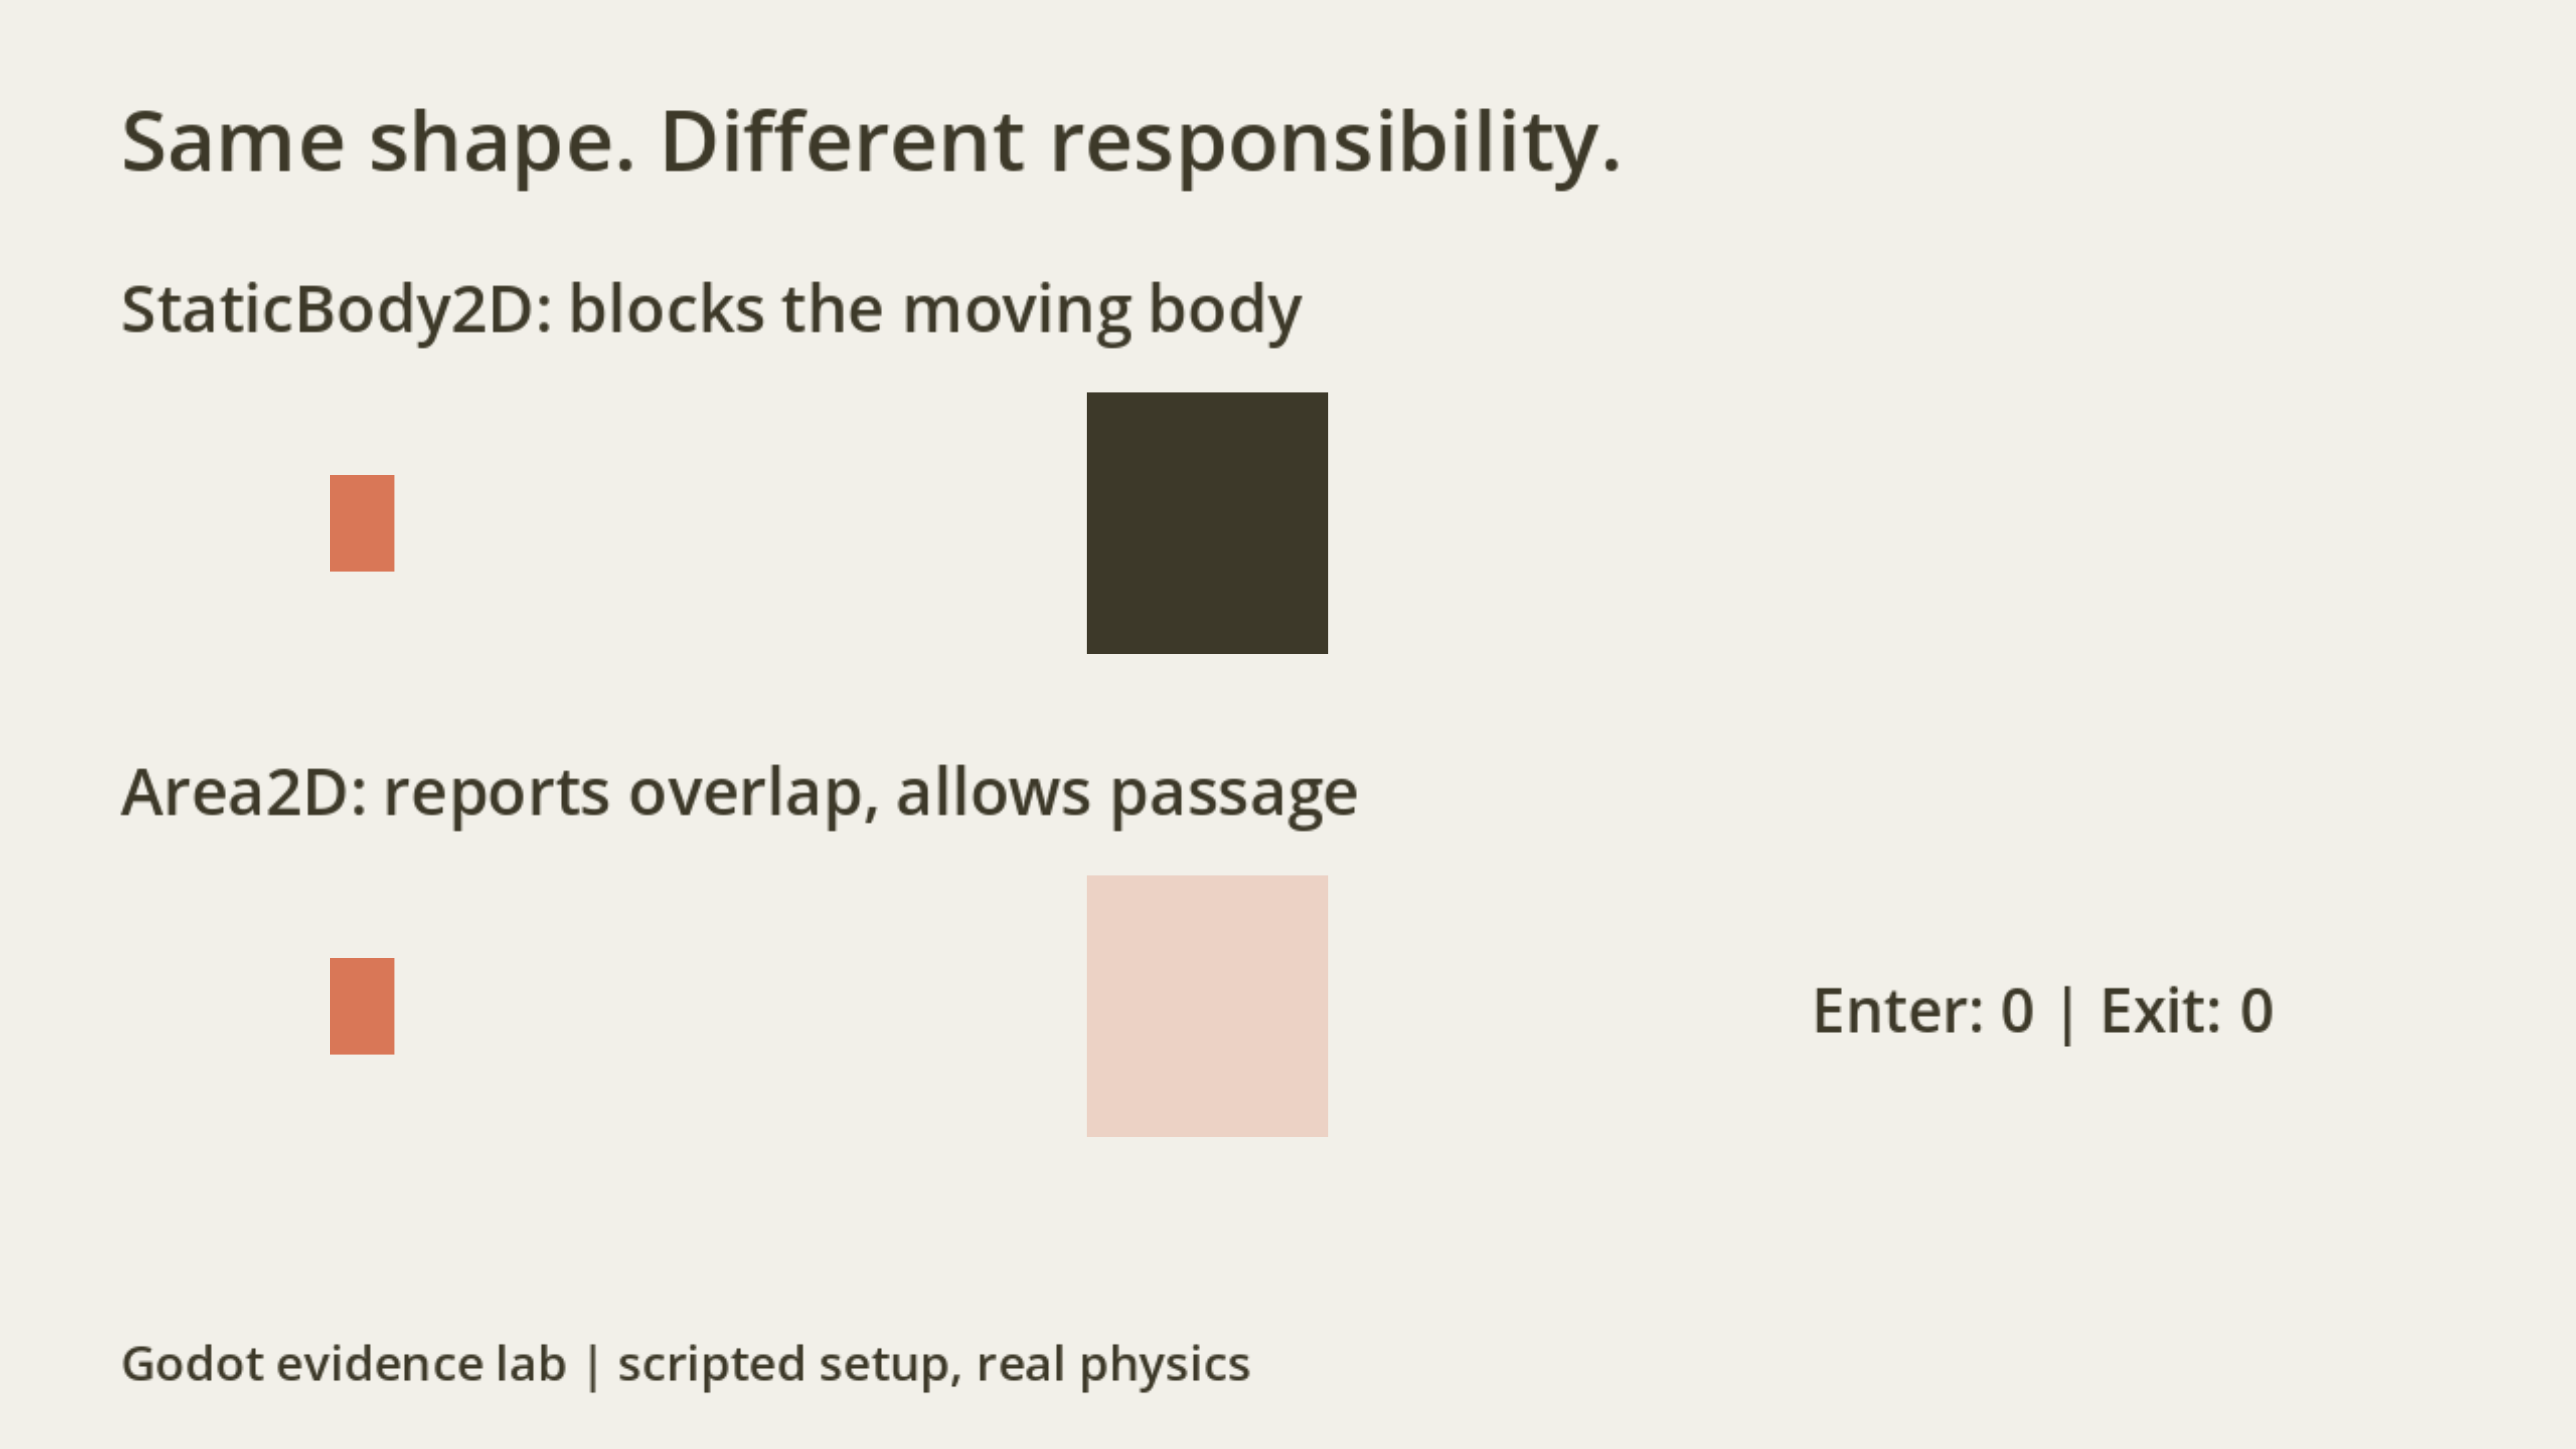 Same shape. Different responsibility.
StaticBody2D: blocks the moving body
Area2D: reports overlap, allows passage
Enter: 0 | Exit: 0
Godot evidence lab | scripted setup, real physics